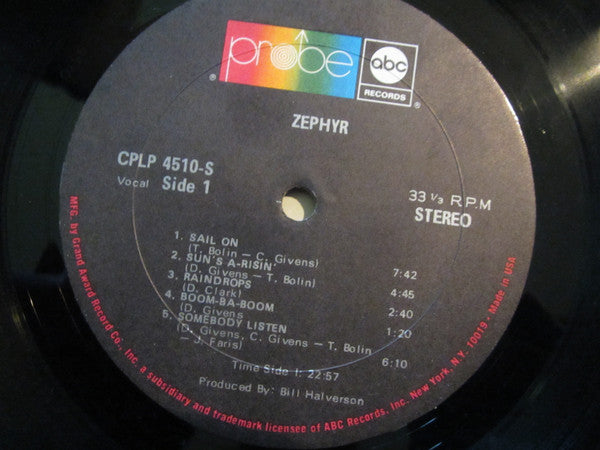 probe
abc
RECORDS
ZEPHYR
CPLP 4510-S
Vocal Side 1
33 1/3 R.P.M
STEREO
1. SAIL ON
(T. Bolin — C. Givens) 7:42
2. SUN'S A-RISIN'
(D. Givens — T. Bolin) 4:45
3. RAINDROPS
(D. Clark) 2:40
4. BOOM-BA-BOOM
(D. Givens 1:20
5. SOMEBODY LISTEN
(D. Givens, C. Givens — T. Bolin
— J. Faris) 6:10
Time Side I: 22:57
Produced By: Bill Halverson
MFG. by Grand Award Record Co., Inc. a subsidiary and trademark licensee of ABC Records, Inc. New York, N.Y. 10019 - Made in USA